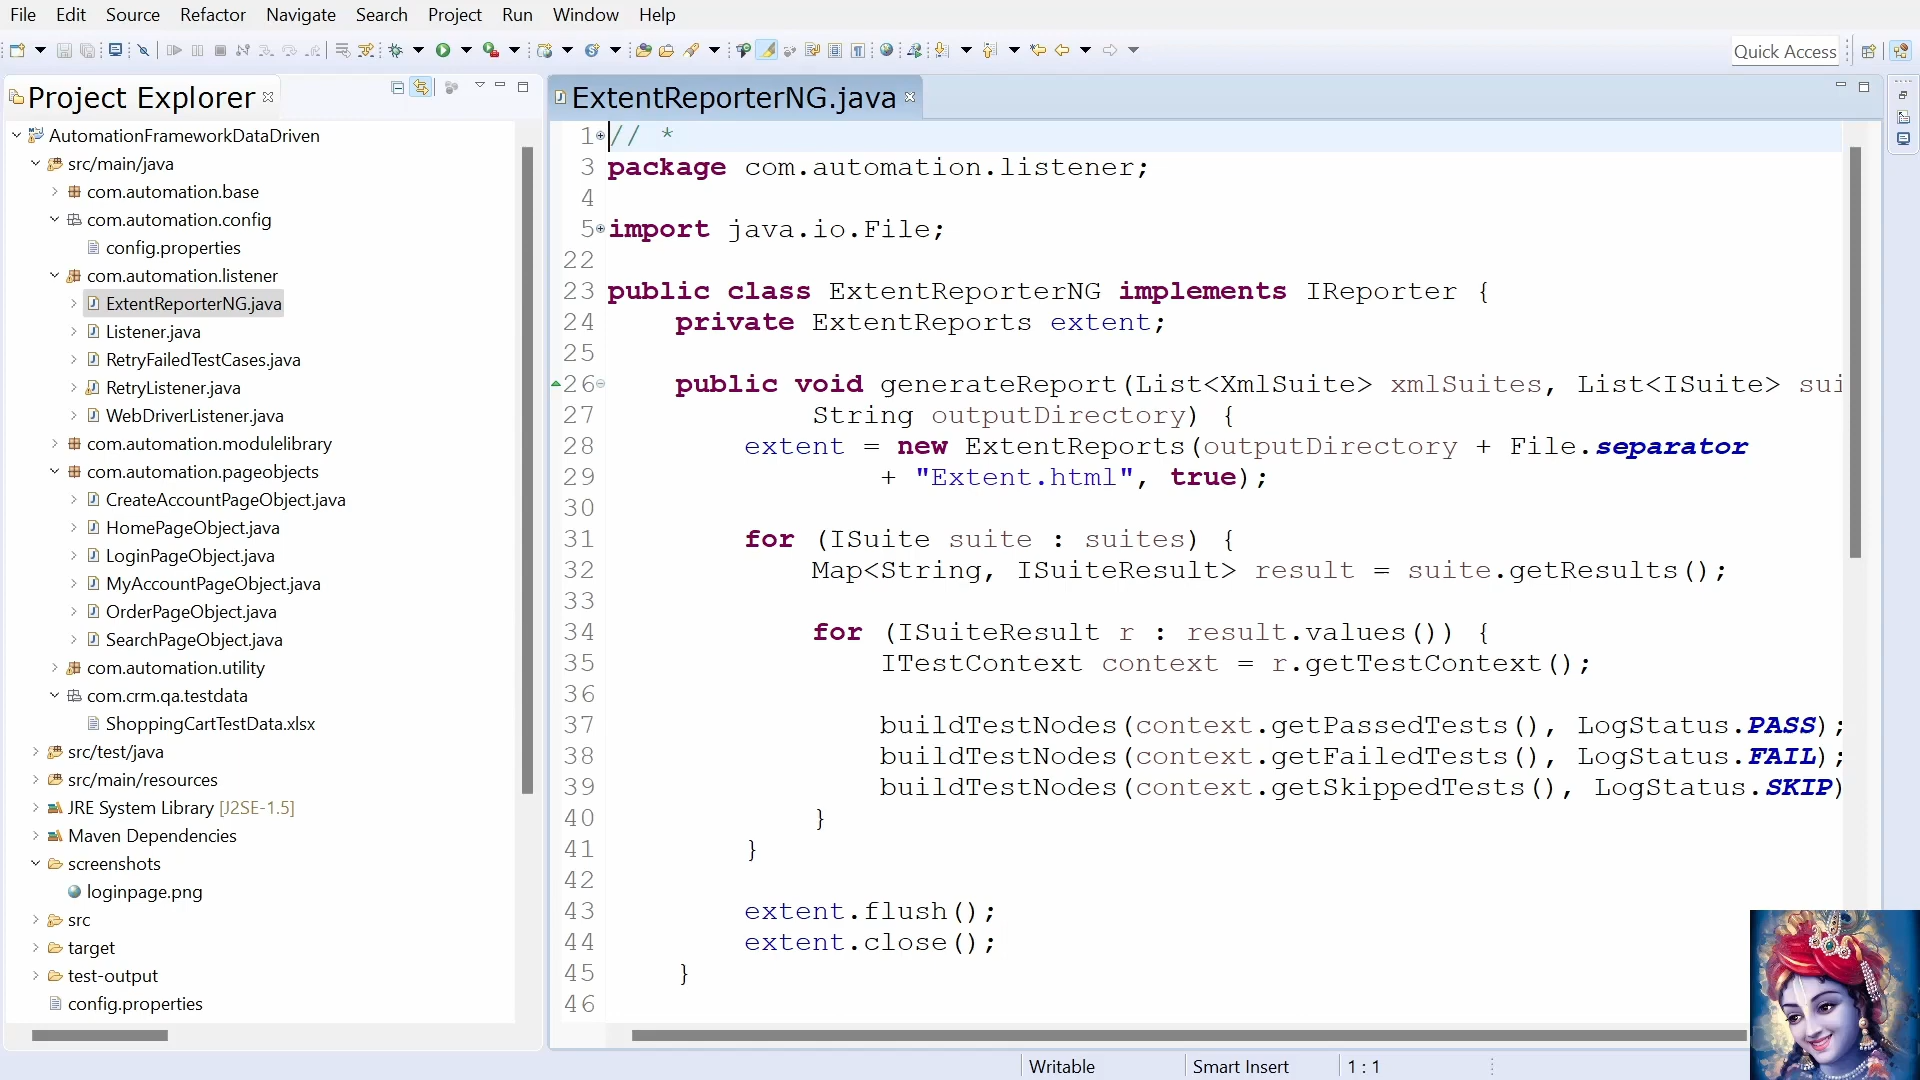 File Edit Source Refactor Navigate Search Project Run Window Help
Quick Access
Project Explorer
AutomationFrameworkDataDriven
src/main/java
com.automation.base
com.automation.config
config.properties
com.automation.listener
ExtentReporterNG.java
Listener.java
RetryFailedTestCases.java
RetryListener.java
WebDriverListener.java
com.automation.modulelibrary
com.automation.pageobjects
CreateAccountPageObject.java
HomePageObject.java
LoginPageObject.java
MyAccountPageObject.java
OrderPageObject.java
SearchPageObject.java
com.automation.utility
com.crm.qa.testdata
ShoppingCartTestData.xlsx
src/test/java
src/main/resources
JRE System Library [J2SE-1.5]
Maven Dependencies
screenshots
loginpage.png
src
target
test-output
config.properties
ExtentReporterNG.java
1 // *
3 package com.automation.listener;
4
5 import java.io.File;
22
23 public class ExtentReporterNG implements IReporter {
24 private ExtentReports extent;
25
26 public void generateReport(List<XmlSuite> xmlSuites, List<ISuite> sui
27 String outputDirectory) {
28 extent = new ExtentReports(outputDirectory + File.separator
29 + "Extent.html", true);
30
31 for (ISuite suite : suites) {
32 Map<String, ISuiteResult> result = suite.getResults();
33
34 for (ISuiteResult r : result.values()) {
35 ITestContext context = r.getTestContext();
36
37 buildTestNodes(context.getPassedTests(), LogStatus.PASS);
38 buildTestNodes(context.getFailedTests(), LogStatus.FAIL);
39 buildTestNodes(context.getSkippedTests(), LogStatus.SKIP)
40 }
41 }
42
43 extent.flush();
44 extent.close();
45 }
46
Writable Smart Insert 1 : 1